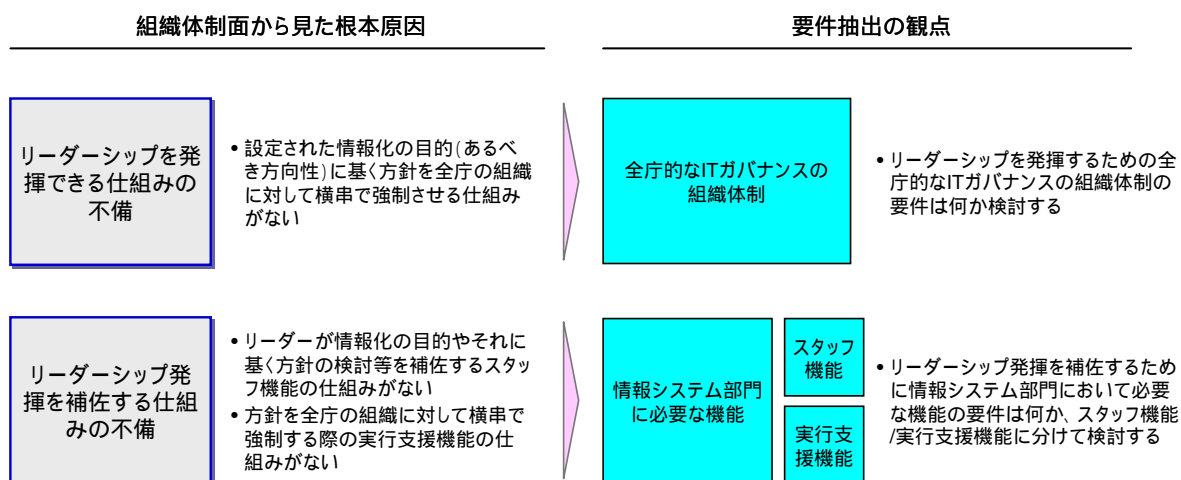 組織体制面から見た根本原因
要件抽出の観点
リーダーシップを発
揮できる仕組みの
不備
• 設定された情報化の目的(あるべ
き方向性)に基く方針を全庁の組織
に対して横串で強制させる仕組み
がない
全庁的なITガバナンスの
組織体制
• リーダーシップを発揮するための全
庁的なITガバナンスの組織体制の
要件は何か検討する
リーダーシップ発
揮を補佐する仕組
みの不備
• リーダーが情報化の目的やそれに
基く方針の検討等を補佐するスタッ
フ機能の仕組みがない
• 方針を全庁の組織に対して横串で
強制する際の実行支援機能の仕
組みがない
情報システム部門
に必要な機能
スタッフ
機能
実行支
援機能
• リーダーシップ発揮を補佐するため
に情報システム部門において必要
な機能の要件は何か、スタッフ機能
/実行支援機能に分けて検討する